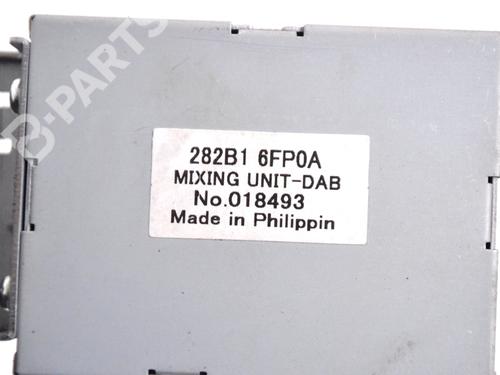 282B1 6FP0A
MIXING UNIT-DAB
No.018493
Made in Philippin
B-PARTS